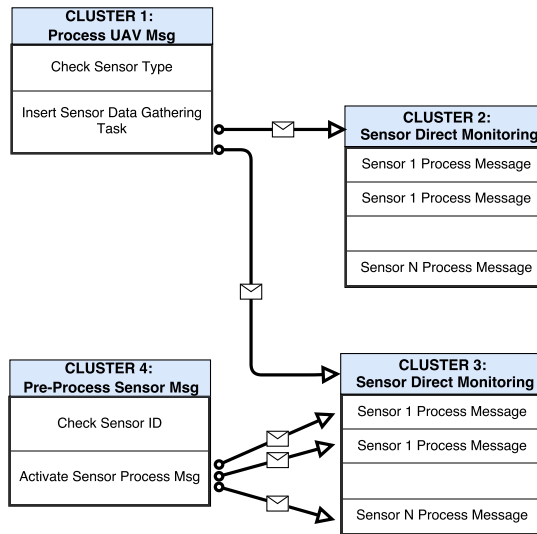 CLUSTER 1:
Process UAV Msg
Check Sensor Type
Insert Sensor Data Gathering
Task
CLUSTER 2:
Sensor Direct Monitoring
Sensor 1 Process Message
Sensor 1 Process Message
Sensor N Process Message
CLUSTER 4:
Pre-Process Sensor Msg
Check Sensor ID
Activate Sensor Process Msg
CLUSTER 3:
Sensor Direct Monitoring
Sensor 1 Process Message
Sensor 1 Process Message
Sensor N Process Message